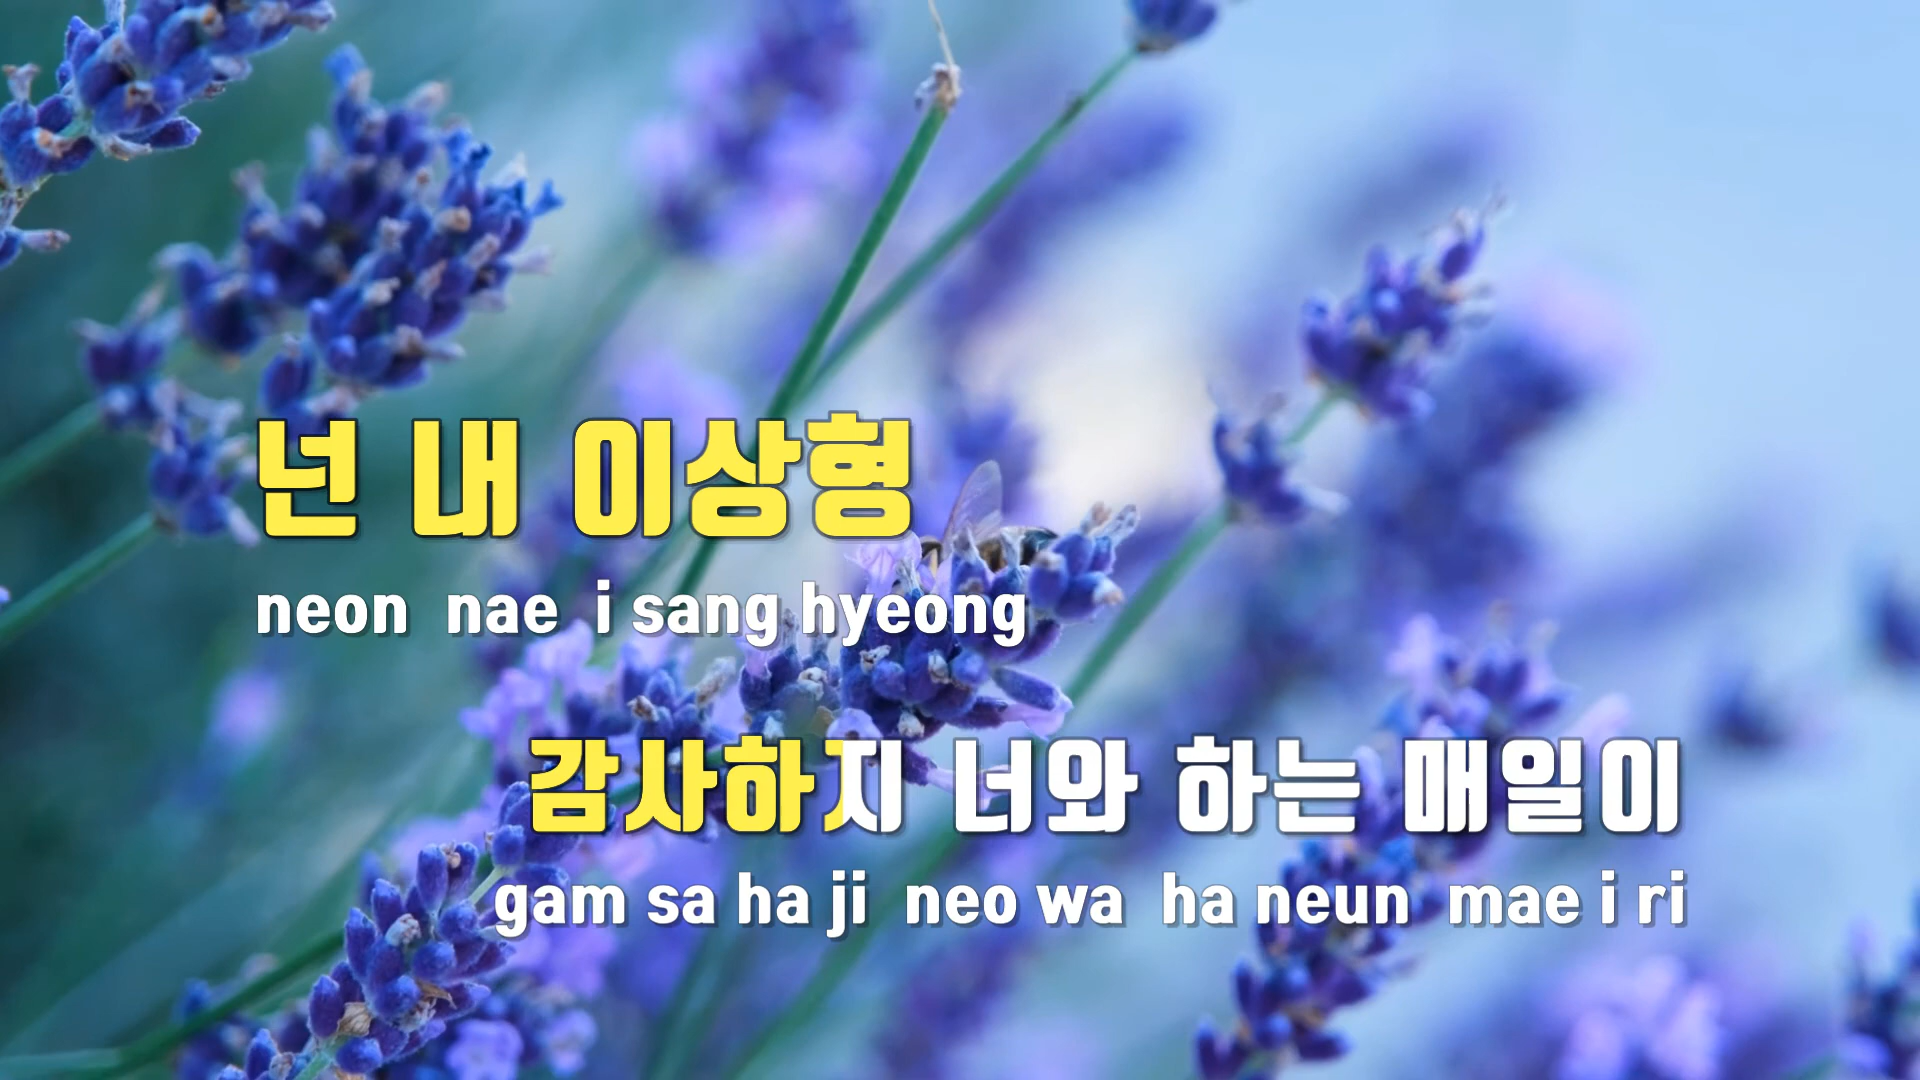 넌 내 이상형
neon nae i sang hyeong
감사하지 너와 하는 매일이
gam sa ha ji neo wa ha neun mae i ri